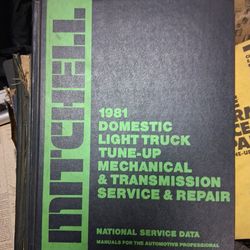 MITCHELL
1981
DOMESTIC
LIGHT TRUCK
TUNE-UP
MECHANICAL
& TRANSMISSION
SERVICE & REPAIR
NATIONAL SERVICE DATA
MANUALS FOR THE AUTOMOTIVE PROFESSIONAL